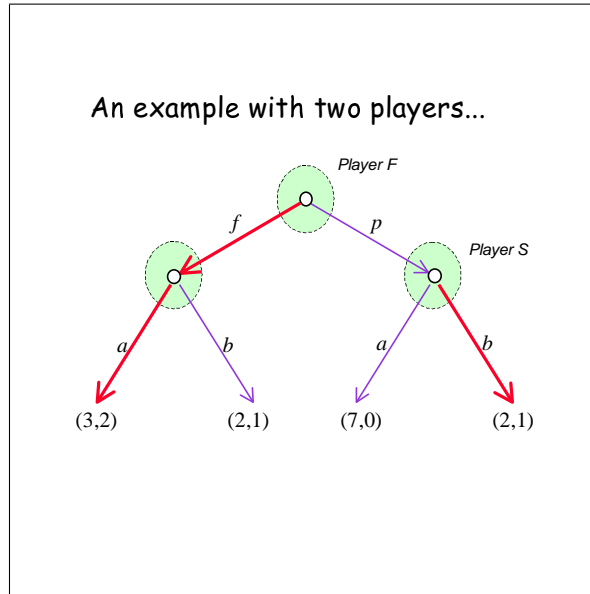 An example with two players...
Player F
f
p
Player S
a
b
a
b
(3,2)
(2,1)
(7,0)
(2,1)